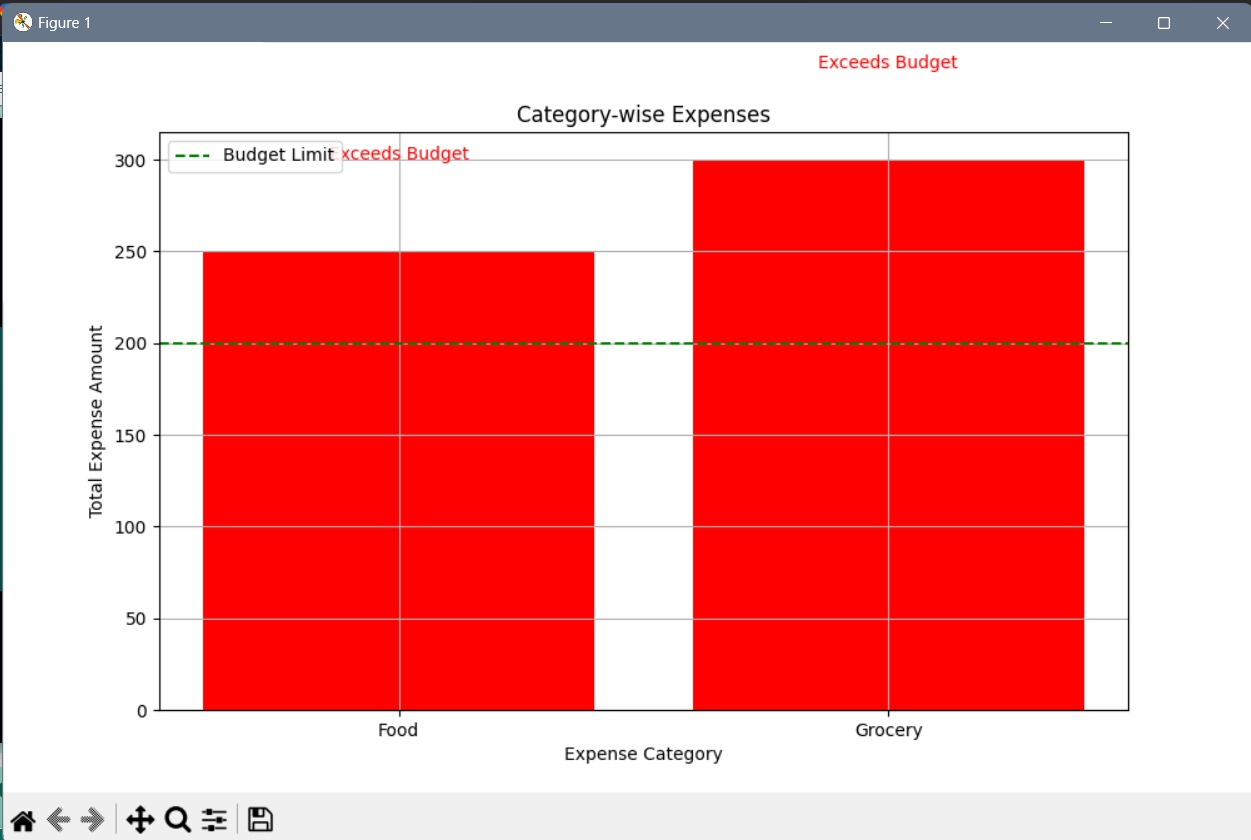 Figure 1
Exceeds Budget
Category-wise Expenses
Budget Limit
Exceeds Budget
300
250
200
150
100
50
0
Total Expense Amount
Food
Grocery
Expense Category